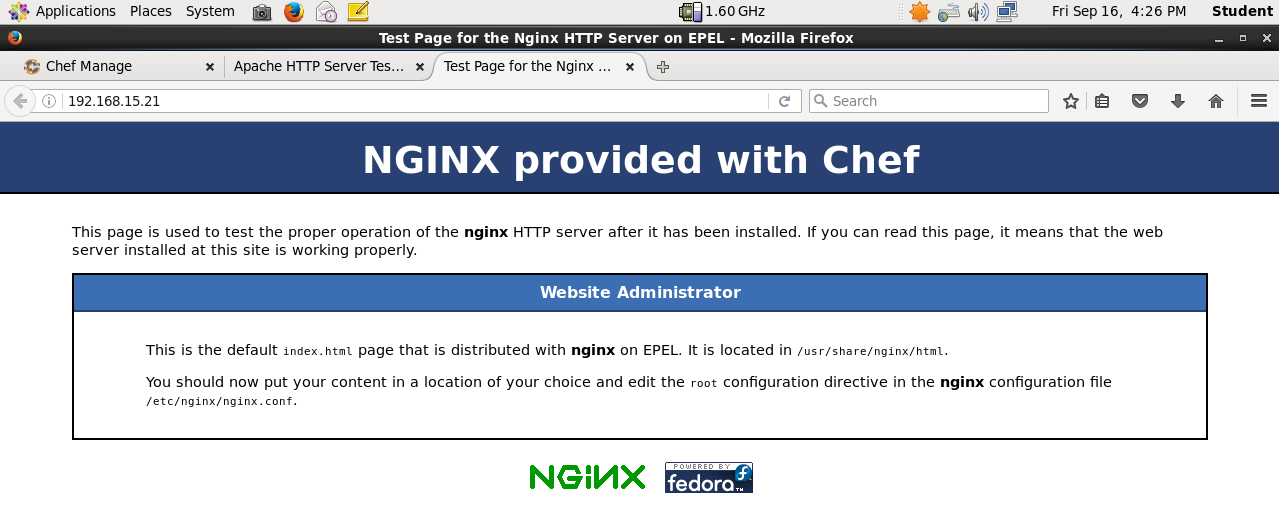 Applications Places System 1.60 GHz Fri Sep 16, 4:26 PM Student
Test Page for the Nginx HTTP Server on EPEL - Mozilla Firefox
Chef Manage Apache HTTP Server Tes... Test Page for the Nginx ...
192.168.15.21 Search
NGINX provided with Chef
This page is used to test the proper operation of the nginx HTTP server after it has been installed. If you can read this page, it means that the web
server installed at this site is working properly.
Website Administrator
This is the default index.html page that is distributed with nginx on EPEL. It is located in /usr/share/nginx/html.
You should now put your content in a location of your choice and edit the root configuration directive in the nginx configuration file
/etc/nginx/nginx.conf.
NGiNX POWERED BY
fedora™